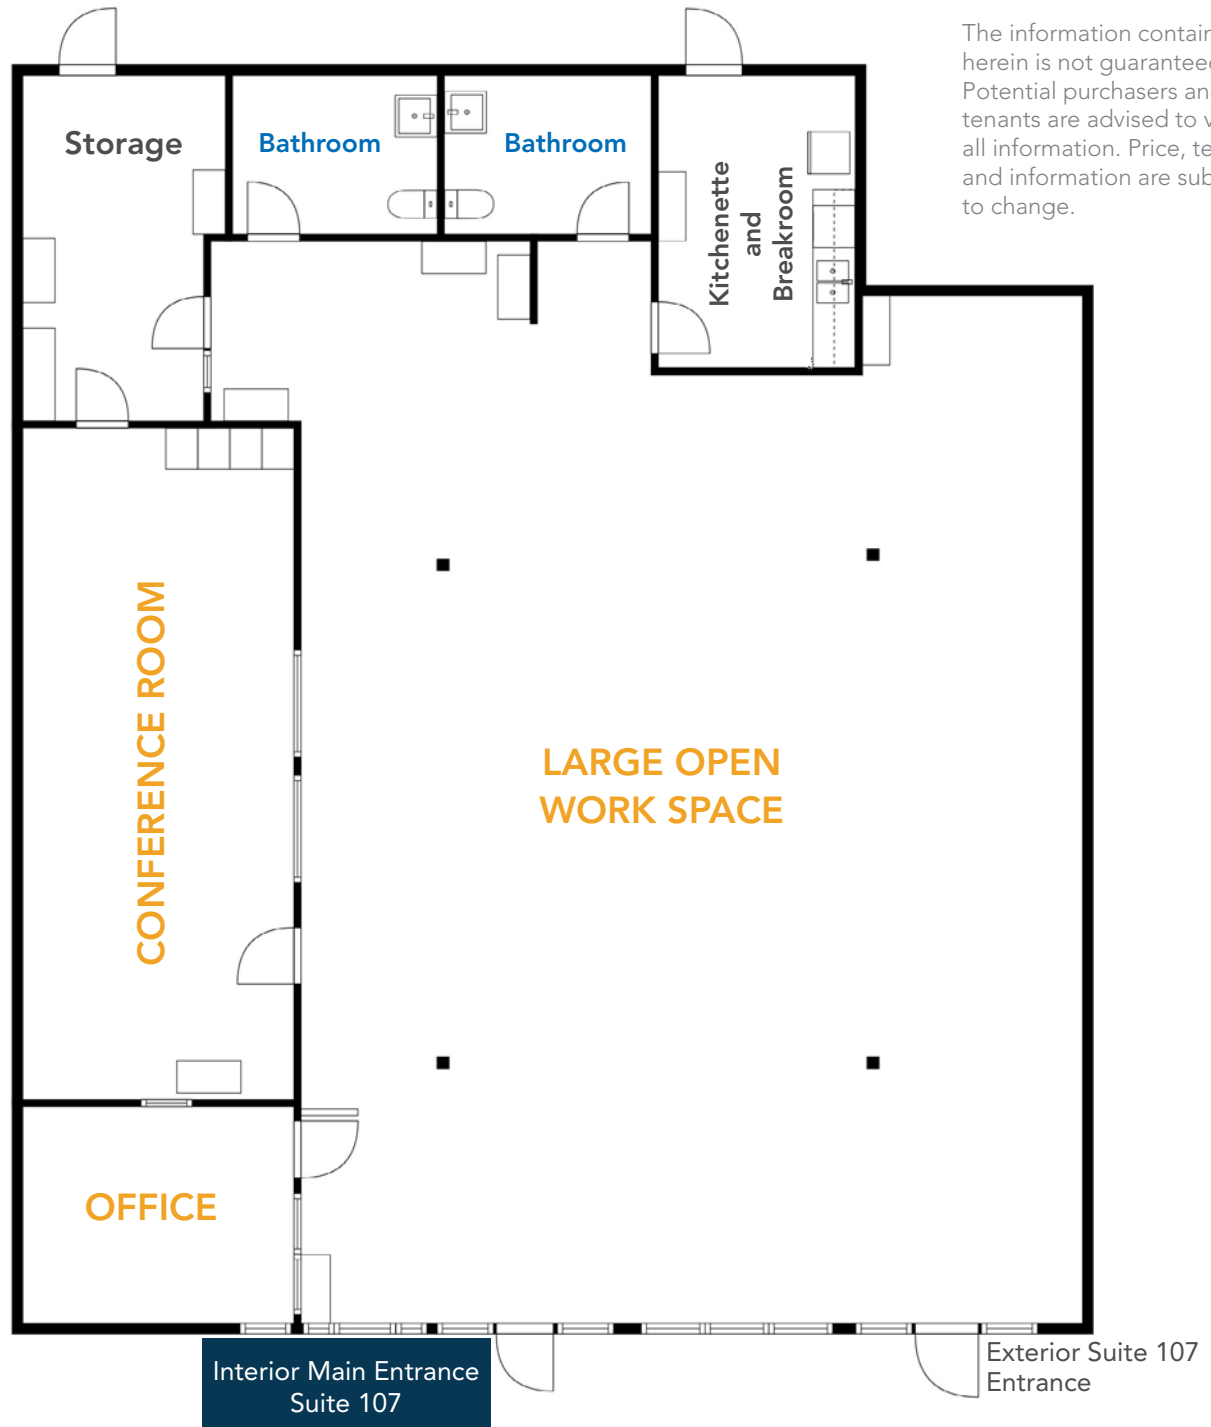 The information contain
herein is not guaranteed
Potential purchasers an
tenants are advised to v
all information. Price, te
and information are sub
to change.
Storage
Bathroom
Bathroom
Kitchenette
and
Breakroom
CONFERENCE ROOM
LARGE OPEN
WORK SPACE
OFFICE
Interior Main Entrance
Suite 107
Exterior Suite 107
Entrance